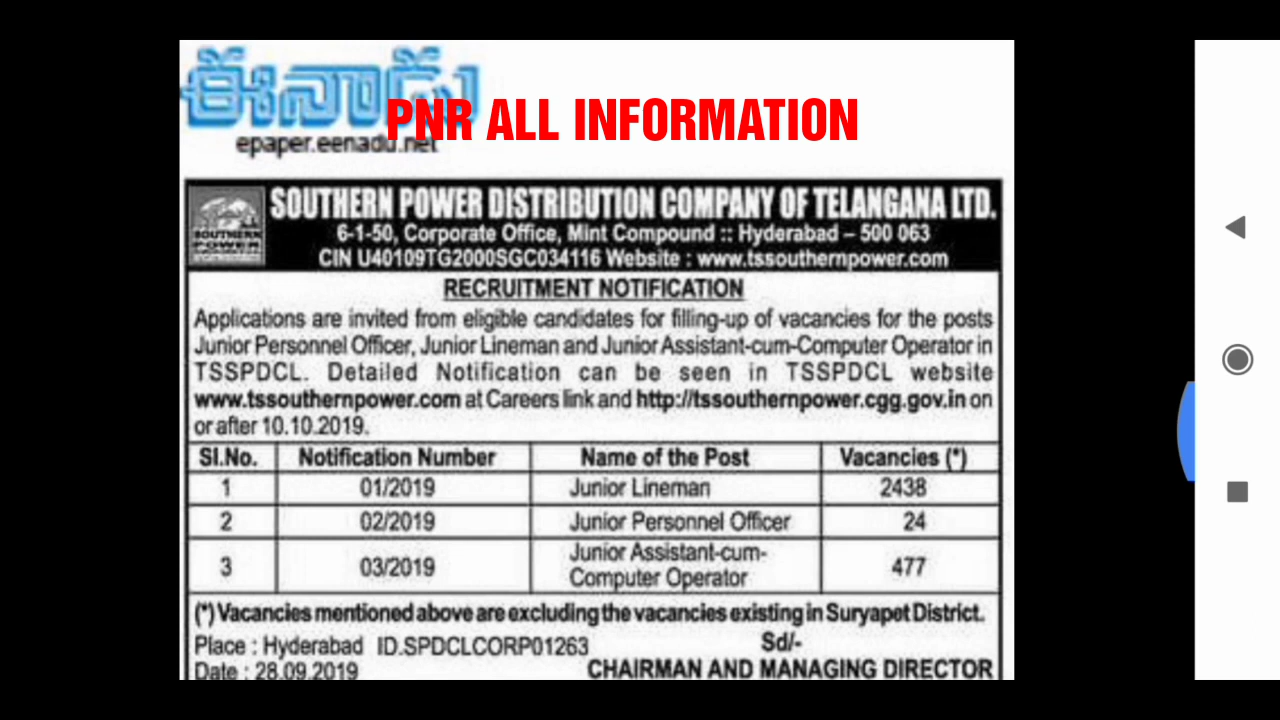 ఈనాడు
PNR ALL INFORMATION
epaper.eenadu.net
SOUTHERN POWER DISTRIBUTION COMPANY OF TELANGANA LTD.
SOUTHERN
POWER
6-1-50, Corporate Office, Mint Compound :: Hyderabad – 500 063
CIN U40109TG2000SGC034116 Website : www.tssouthernpower.com
RECRUITMENT NOTIFICATION
Applications are invited from eligible candidates for filling-up of vacancies for the posts
Junior Personnel Officer, Junior Lineman and Junior Assistant-cum-Computer Operator in
TSSPDCL. Detailed Notification can be seen in TSSPDCL website
www.tssouthernpower.com at Careers link and http://tssouthernpower.cgg.gov.in on
or after 10.10.2019.
Sl.No. Notification Number Name of the Post Vacancies (*)
1 01/2019 Junior Lineman 2438
2 02/2019 Junior Personnel Officer 24
3 03/2019 Junior Assistant-cum-
Computer Operator 477
(*) Vacancies mentioned above are excluding the vacancies existing in Suryapet District.
Place : Hyderabad ID.SPDCLCORP01263 Sd/-
Date : 28.09.2019 CHAIRMAN AND MANAGING DIRECTOR